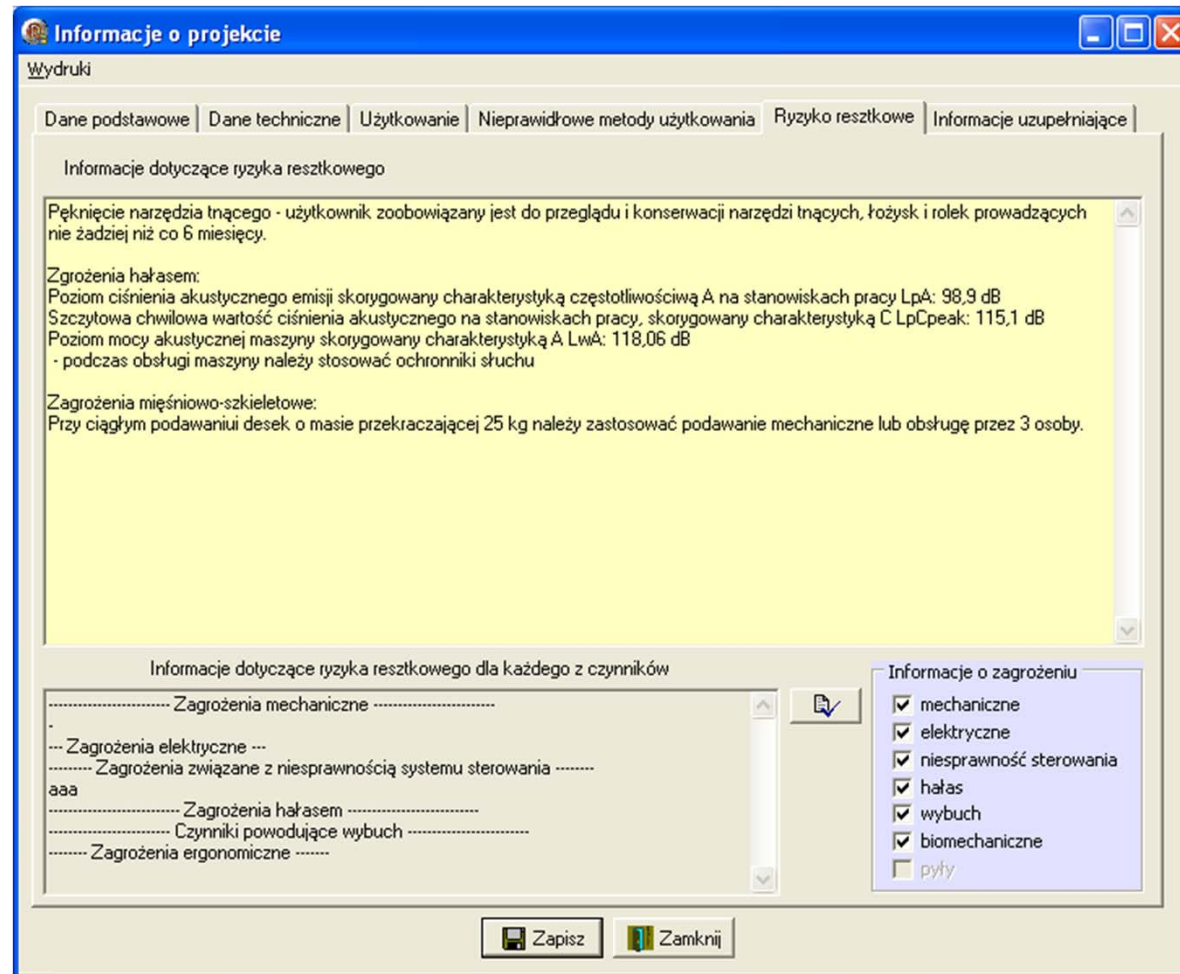 Informacje o projekcie
Wydruki
Dane podstawowe
Dane techniczne
Użytkowanie
Nieprawidłowe metody użytkowania
Ryzyko resztkowe
Informacje uzupełniające
Informacje dotyczące ryzyka resztkowego
Pęknięcie narzędzia tnącego - użytkownik zoobowiązany jest do przeglądu i konserwacji narzędzi tnących, łożysk i rolek prowadzących
nie żadziej niż co 6 miesięcy.
Zgrożenia hałasem:
Poziom ciśnienia akustycznego emisji skorygowany charakterystyką częstotliwościwą A na stanowiskach pracy LpA: 98,9 dB
Szczytowa chwilowa wartość ciśnienia akustycznego na stanowiskach pracy, skorygowany charakterystyką C LpCpeak: 115,1 dB
Poziom mocy akustycznej maszyny skorygowany charakterystyką A LwA: 118,06 dB
- podczas obsługi maszyny należy stosować ochronniki słuchu
Zagrożenia mięśniowo-szkieletowe:
Przy ciągłym podawaniui desek o masie przekraczającej 25 kg należy zastosować podawanie mechaniczne lub obsługę przez 3 osoby.
Informacje dotyczące ryzyka resztkowego dla każdego z czynników
------------------------- Zagrożenia mechaniczne -------------------------
-
--- Zagrożenia elektryczne ---
--------- Zagrożenia związane z niesprawnością systemu sterowania --------
aaa
--------------------------- Zagrożenia hałasem ---------------------------
------------------------- Czynniki powodujące wybuch -------------------------
-------- Zagrożenia ergonomiczne -------
Informacje o zagrożeniu
mechaniczne
elektryczne
niesprawność sterowania
hałas
wybuch
biomechaniczne
pyły
Zapisz
Zamknij